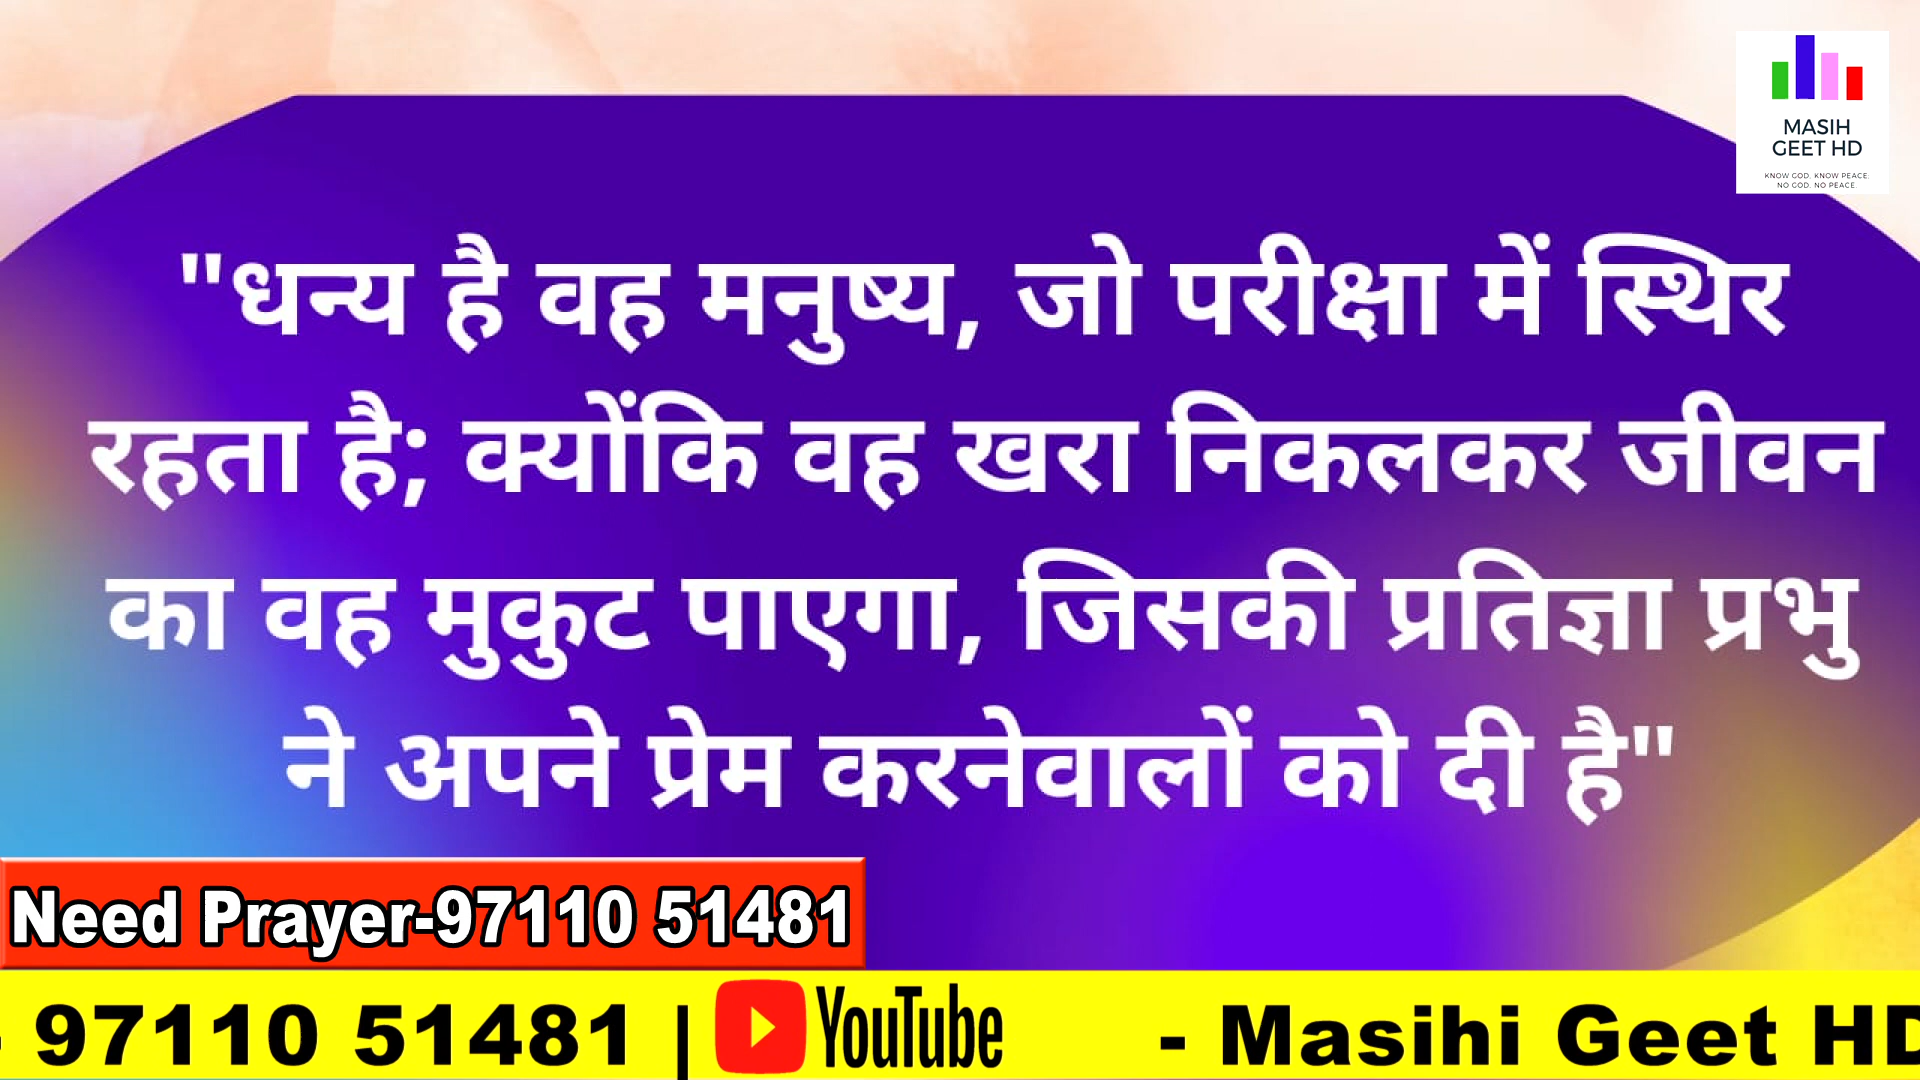 MASIH
GEET HD
KNOW GOD. KNOW PEACE.
NO GOD. NO PEACE.
"धन्य है वह मनुष्य, जो परीक्षा में स्थिर
रहता है; क्योंकि वह खरा निकलकर जीवन
का वह मुकुट पाएगा, जिसकी प्रतिज्ञा प्रभु
ने अपने प्रेम करनेवालों को दी है"
Need Prayer-97110 51481
- 97110 51481 | YouTube - Masihi Geet HD